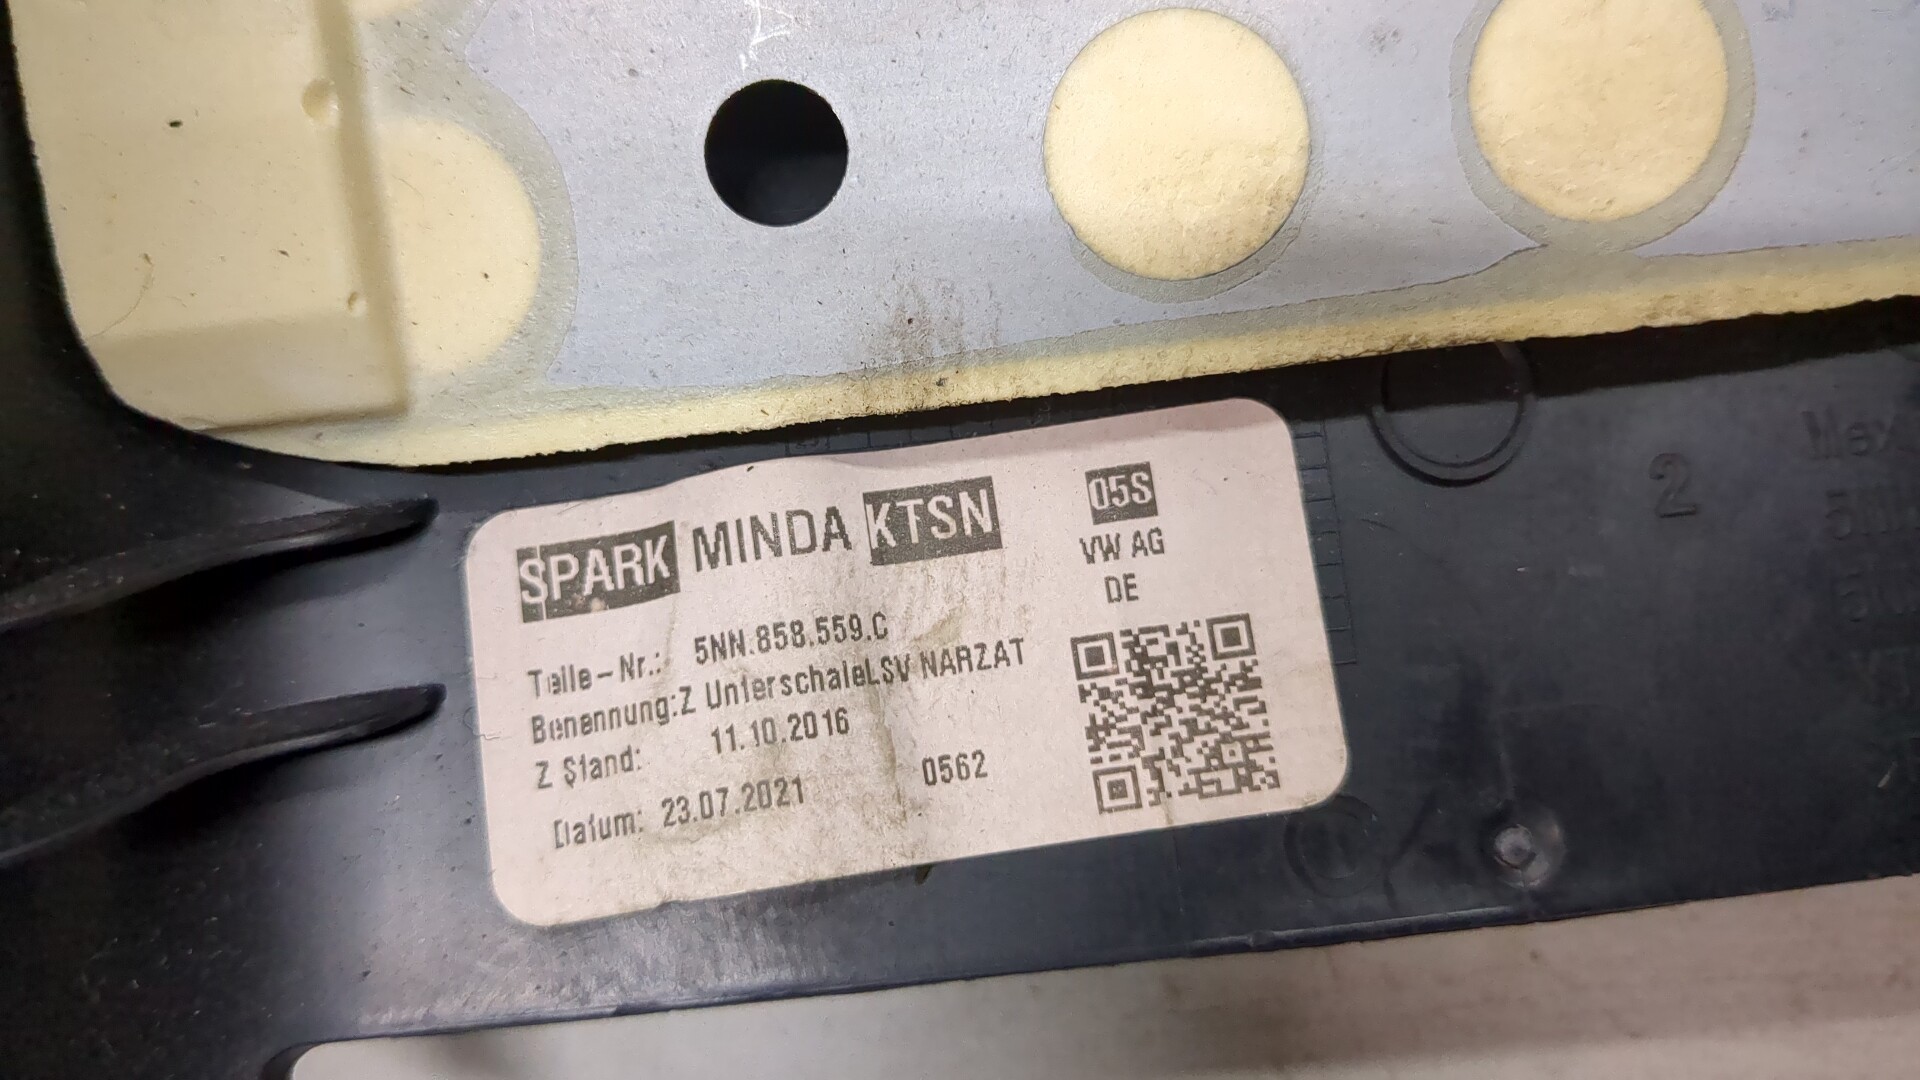 SPARK MINDA KTSN
05S
VW AG
DE
Teile-Nr.: 5NN.858.559.C
Benennung:Z UnterschaleLSV NARZAT
Z Stand: 11.10.2016
Datum: 23.07.2021 0562
2